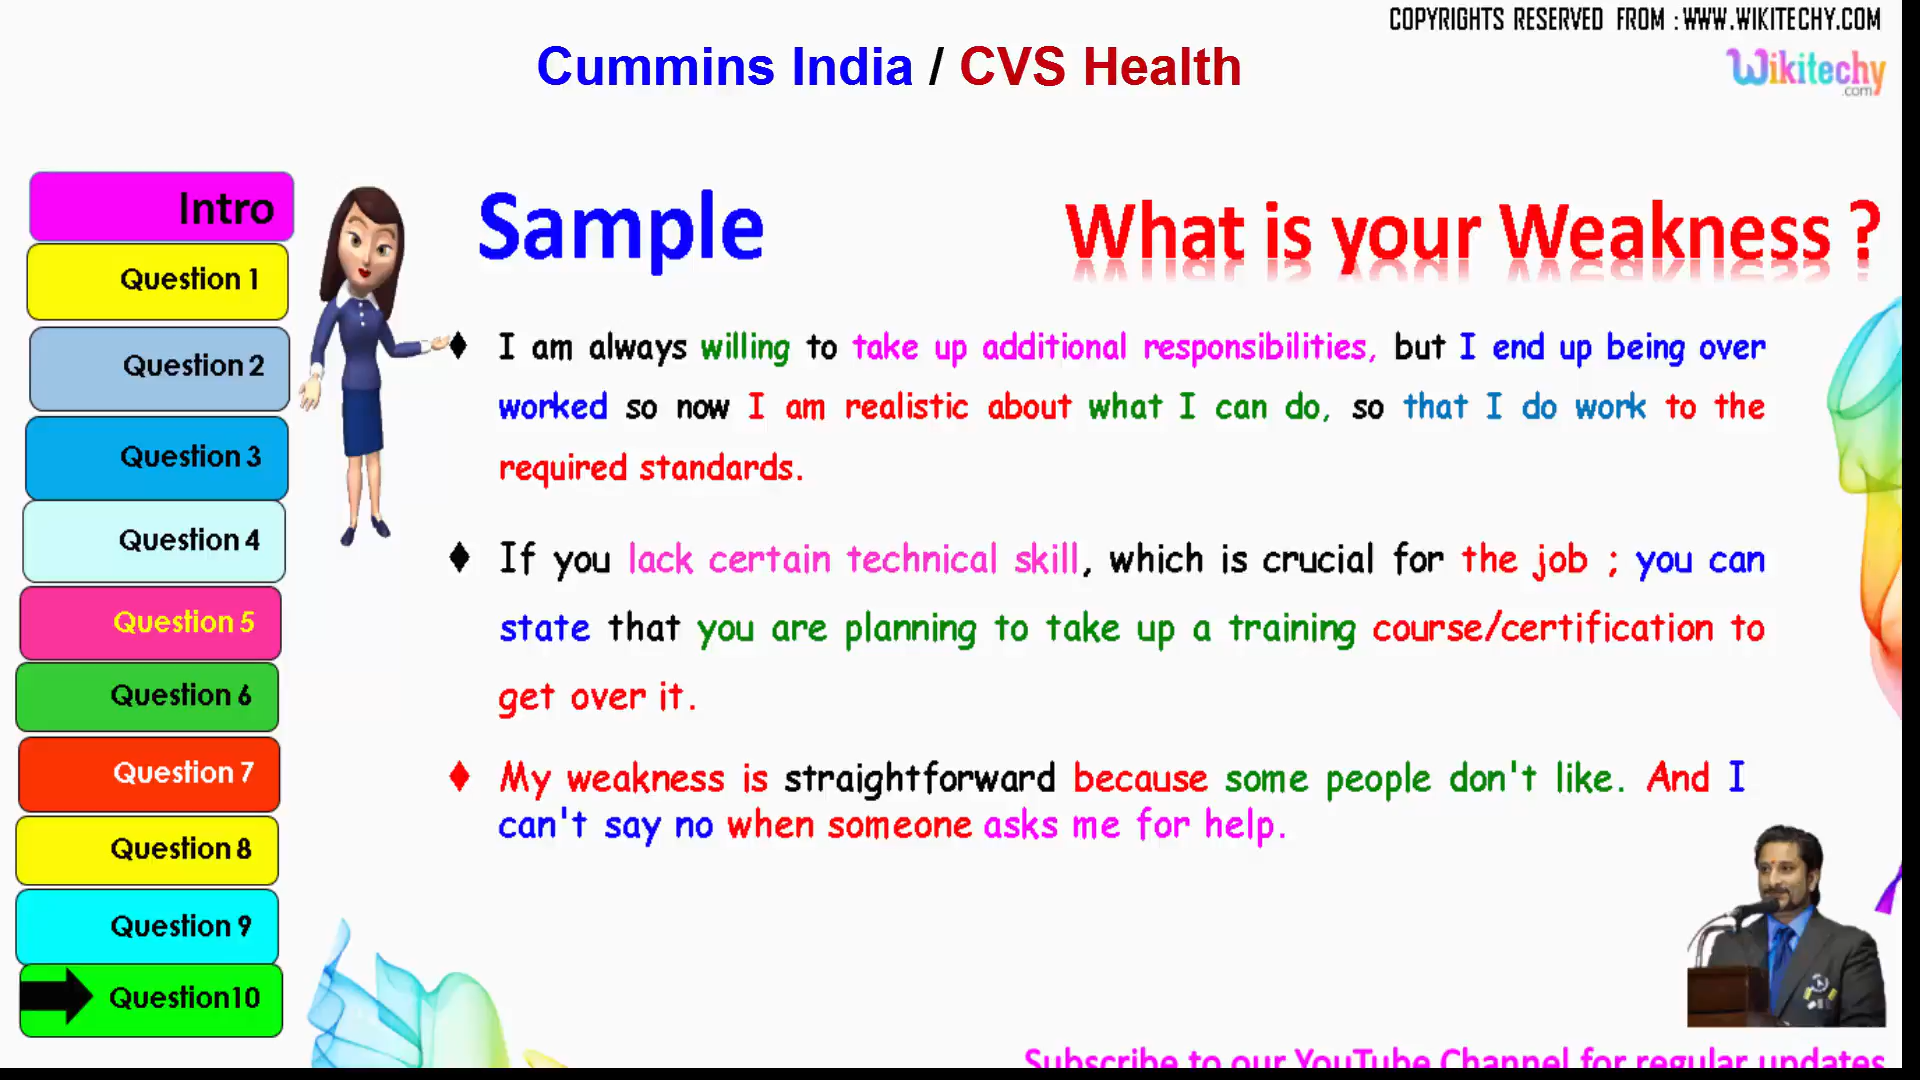 COPYRIGHTS RESERVED FROM : WWW.WIKITECHY.COM
Cummins India / CVS Health
Wikitechy
.com
Intro
Question 1
Question 2
Question 3
Question 4
Question 5
Question 6
Question 7
Question 8
Question 9
Question10
Sample
What is your Weakness ?
♦ I am always willing to take up additional responsibilities, but I end up being over
worked so now I am realistic about what I can do, so that I do work to the
required standards.
♦ If you lack certain technical skill, which is crucial for the job ; you can
state that you are planning to take up a training course/certification to
get over it.
♦ My weakness is straightforward because some people don't like. And I
can't say no when someone asks me for help.
Subscribe to our YouTube Channel for regular updates